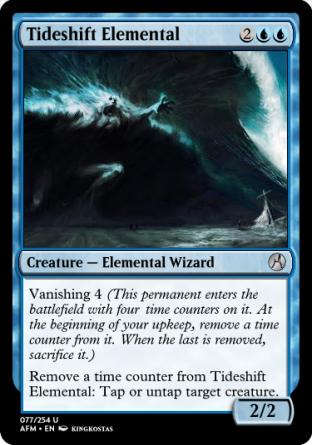 Tideshift Elemental 2
Creature — Elemental Wizard
Vanishing 4 (This permanent enters the
battlefield with four time counters on it. At
the beginning of your upkeep, remove a time
counter from it. When the last is removed,
sacrifice it.)
Remove a time counter from Tideshift
Elemental: Tap or untap target creature.
2/2
077/254 U
AFM • EN KINGKOSTAS